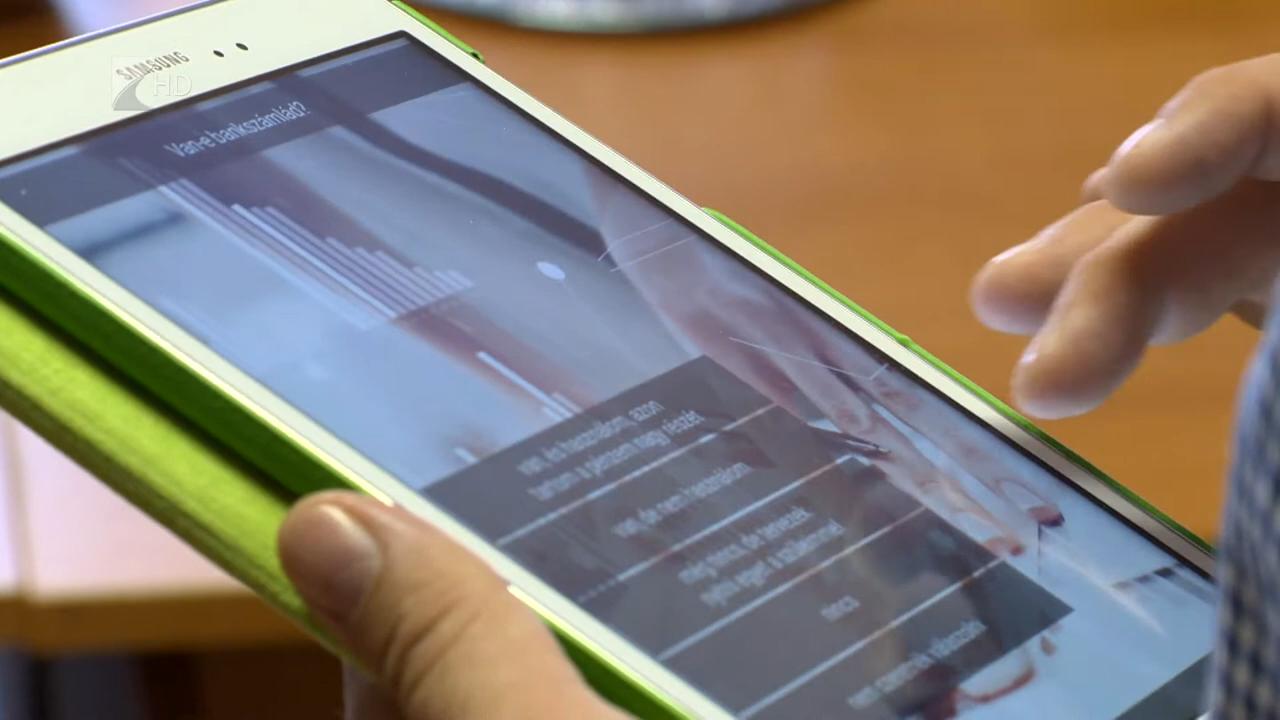 SAMSUNG
HD
Van-e bankszámlád?
van, és használom, azon
tartom a pénzem nagy részét
van, de nem használom
még nincs, de tervezek
nyitni egyet a szüleimmel
nincs
nem szeretnék válaszolni